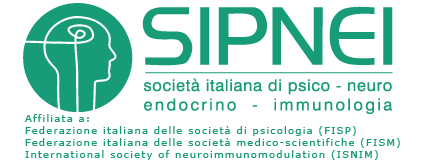 SIPNEI
società italiana di psico - neuro
endocrino - immunologia
Affiliata a:
Federazione italiana delle società di psicologia (FISP)
Federazione italiana delle società medico-scientifiche (FISM)
International society of neuroimmunomodulation (ISNIM)